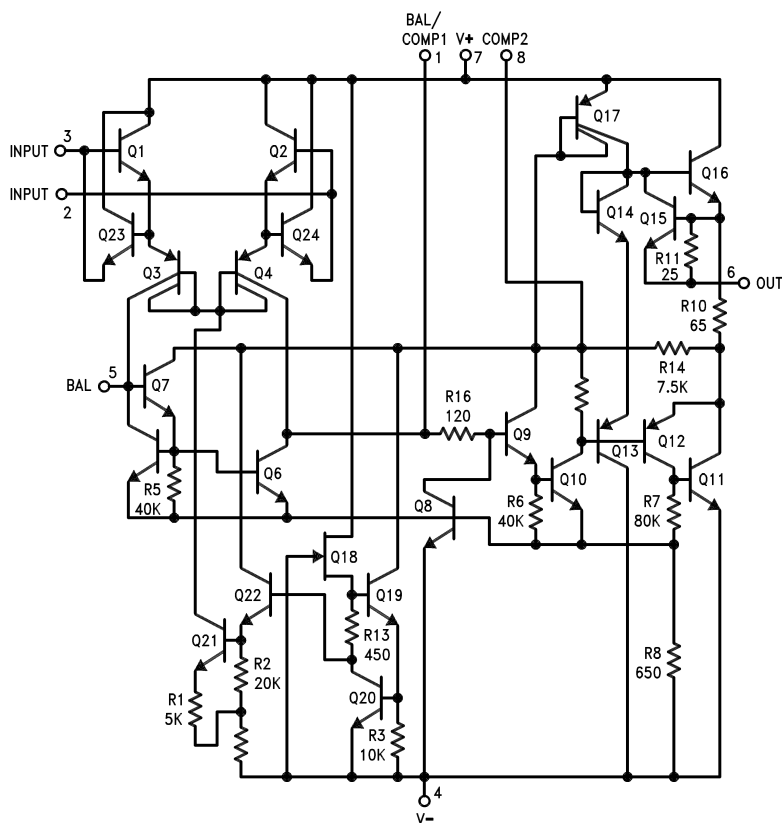 BAL/
COMP1 V+ COMP2
1 7 8
Q17
3
INPUT
Q1
Q2
Q16
INPUT
2
Q14
Q15
Q23
Q24
R11
25
6
OUT
Q3
Q4
R10
65
5
BAL
Q7
R14
7.5K
R16
120
Q9
Q13
Q12
Q6
Q10
Q11
R5
40K
Q8
R6
40K
R7
80K
Q18
Q22
Q19
Q21
R13
450
R2
20K
R8
650
R1
5K
Q20
R3
10K
4
V-